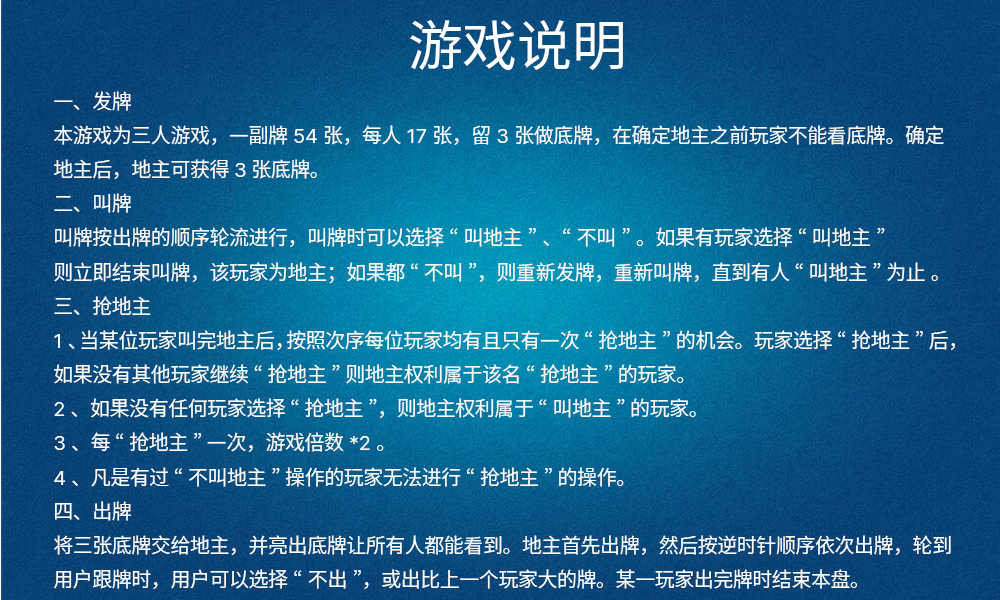 游戏说明
一、发牌
本游戏为三人游戏，一副牌 54 张，每人 17 张，留 3 张做底牌，在确定地主之前玩家不能看底牌。确定
地主后，地主可获得 3 张底牌。
二、叫牌
叫牌按出牌的顺序轮流进行，叫牌时可以选择 “ 叫地主 ” 、“ 不叫 ” 。如果有玩家选择 “ 叫地主 ”
则立即结束叫牌，该玩家为地主；如果都 “ 不叫 ”，则重新发牌，重新叫牌，直到有人 “ 叫地主 ” 为止 。
三、抢地主
1 、当某位玩家叫完地主后，按照次序每位玩家均有且只有一次 “ 抢地主 ” 的机会。玩家选择 “ 抢地主 ” 后，
如果没有其他玩家继续 “ 抢地主 ” 则地主权利属于该名 “ 抢地主 ” 的玩家。
2 、如果没有任何玩家选择 “ 抢地主 ”，则地主权利属于 “ 叫地主 ” 的玩家。
3 、每 “ 抢地主 ” 一次，游戏倍数 *2 。
4 、凡是有过 “ 不叫地主 ” 操作的玩家无法进行 “ 抢地主 ” 的操作。
四、出牌
将三张底牌交给地主，并亮出底牌让所有人都能看到。地主首先出牌，然后按逆时针顺序依次出牌，轮到
用户跟牌时，用户可以选择 “ 不出 ”，或出比上一个玩家大的牌。某一玩家出完牌时结束本盘。